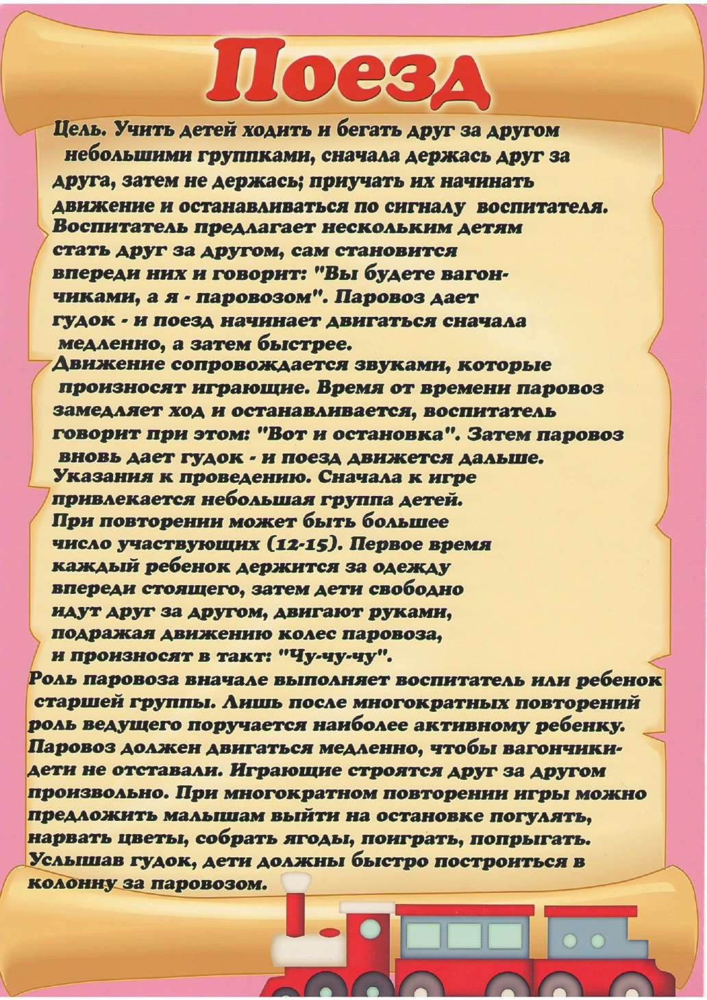 Поезд
Цель. Учить детей ходить и бегать друг за другом
небольшими группками, сначала держась друг за
друга, затем не держась; приучать их начинать
движение и останавливаться по сигналу воспитателя.
Воспитатель предлагает нескольким детям
стать друг за другом, сам становится
впереди них и говорит: "Вы будете вагон-
чиками, а я - паровозом". Паровоз дает
гудок - и поезд начинает двигаться сначала
медленно, а затем быстрее.
Движение сопровождается звуками, которые
произносят играющие. Время от времени паровоз
замедляет ход и останавливается, воспитатель
говорит при этом: "Вот и остановка". Затем паровоз
вновь дает гудок - и поезд движется дальше.
Указания к проведению. Сначала к игре
привлекается небольшая группа детей.
При повторении может быть большее
число участвующих (12-15). Первое время
каждый ребенок держится за одежду
впереди стоящего, затем дети свободно
идут друг за другом, двигают руками,
подражая движению колес паровоза,
и произносят в такт: "Чу-чу-чу".
Роль паровоза вначале выполняет воспитатель или ребенок
старшей группы. Лишь после многократных повторений
роль ведущего поручается наиболее активному ребенку.
Паровоз должен двигаться медленно, чтобы вагончики-
дети не отставали. Играющие строятся друг за другом
произвольно. При многократном повторении игры можно
предложить малышам выйти на остановке погулять,
нарвать цветы, собрать ягоды, поиграть, попрыгать.
Услышав гудок, дети должны быстро построиться в
колонну за паровозом.